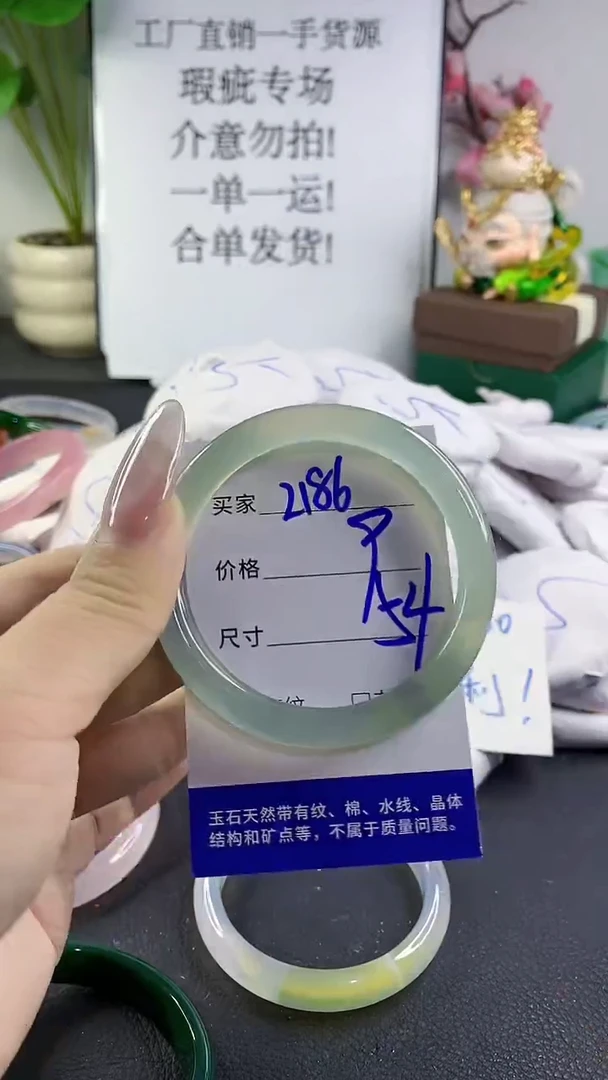 工厂直销一手货源
瑕疵专场
介意勿拍!
一单一运!
合单发货!
买家 2186
价格
尺寸 54
纹
玉石天然带有纹、棉、水线、晶体
结构和矿点等，不属于质量问题。
利!